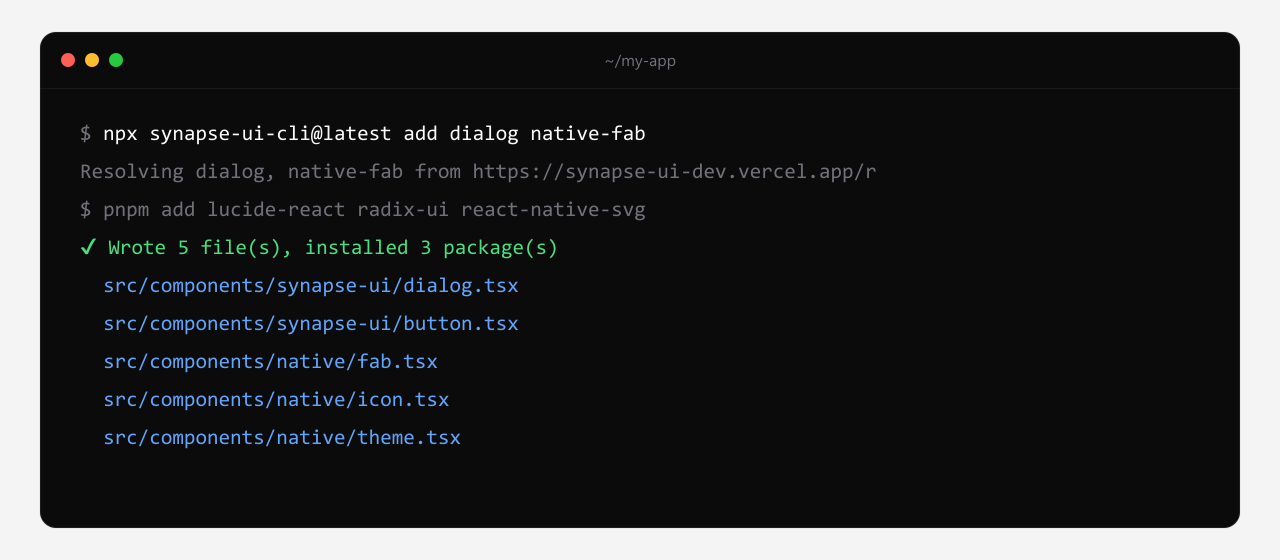 ~/my-app
$ npx synapse-ui-cli@latest add dialog native-fab
Resolving dialog, native-fab from https://synapse-ui-dev.vercel.app/r
$ pnpm add lucide-react radix-ui react-native-svg
✓ Wrote 5 file(s), installed 3 package(s)
src/components/synapse-ui/dialog.tsx
src/components/synapse-ui/button.tsx
src/components/native/fab.tsx
src/components/native/icon.tsx
src/components/native/theme.tsx